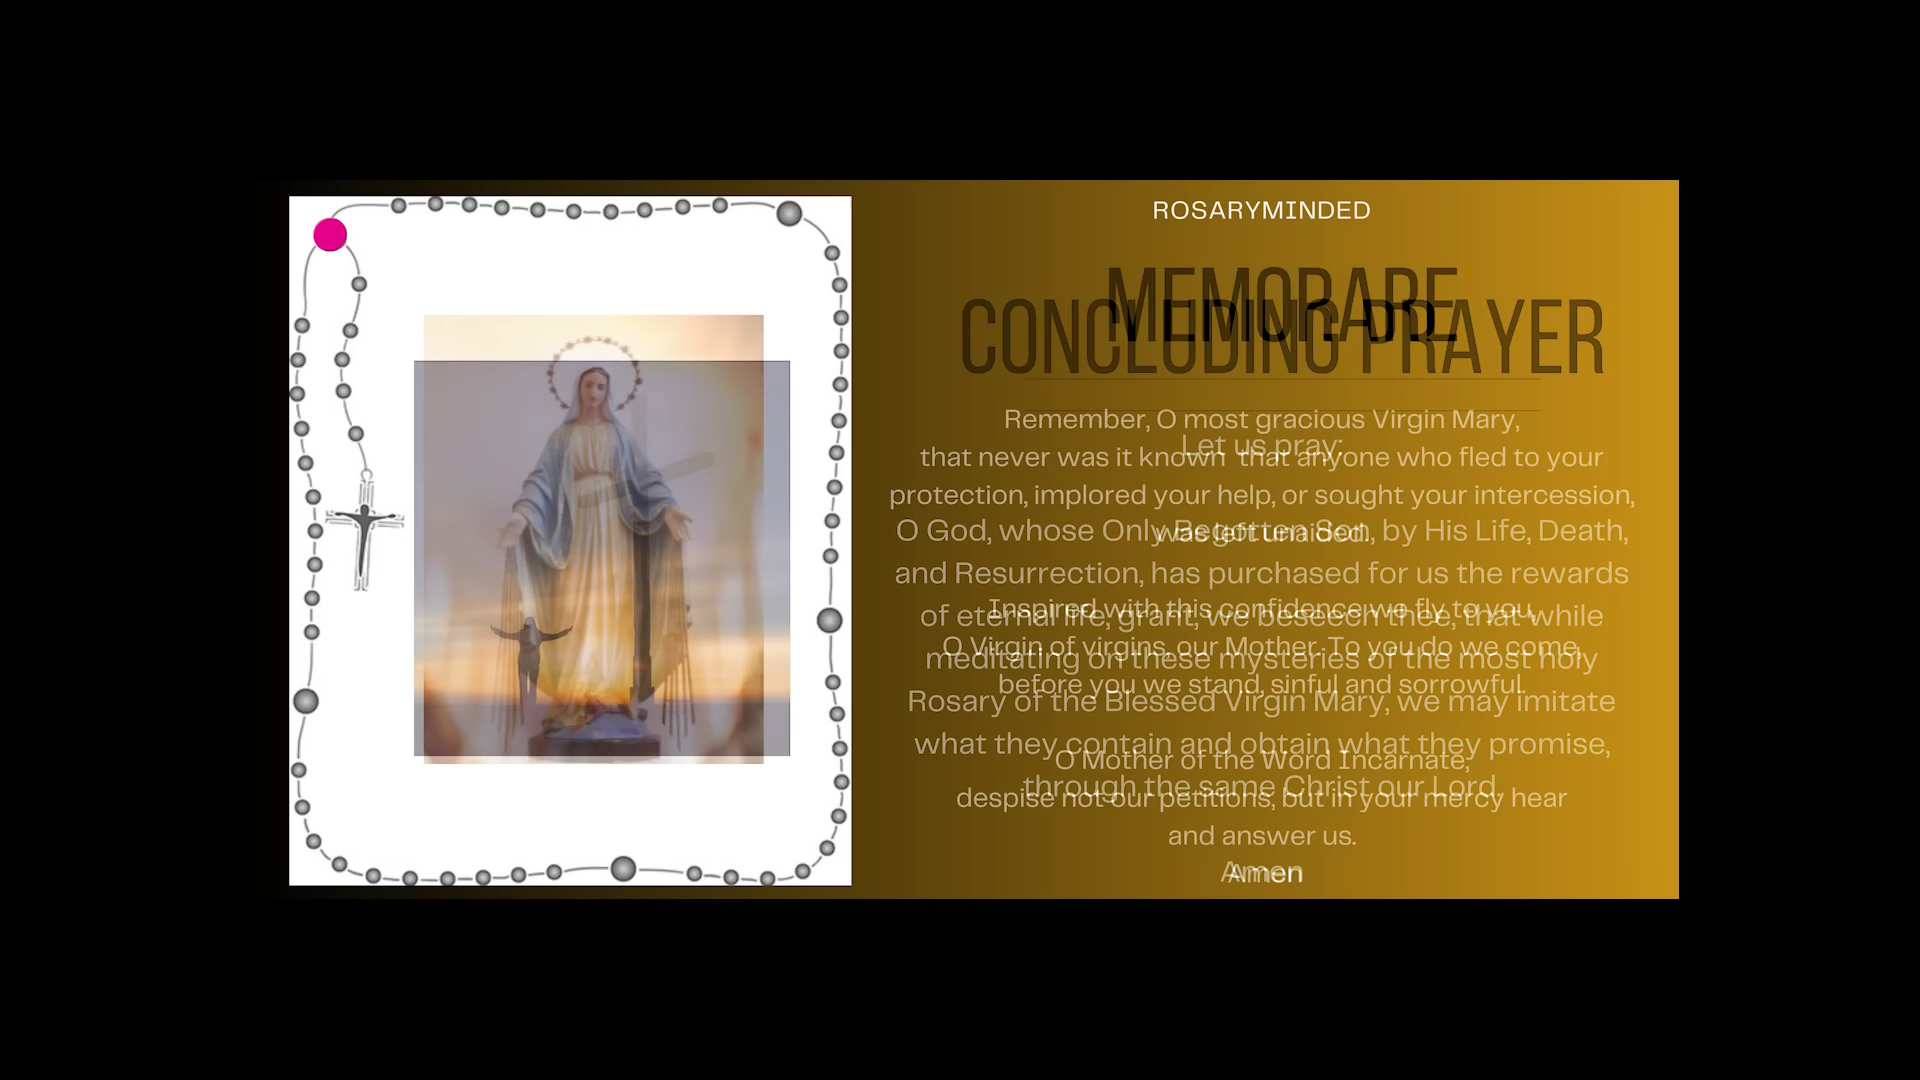 ROSARYMINDED
MEMORARE
CONCLUDING PRAYER
Remember, O most gracious Virgin Mary,
Let us pray:
that never was it known that anyone who fled to your
protection, implored your help, or sought your intercession,
O God, whose Only Begotten Son, by His Life, Death,
was left unaided.
and Resurrection, has purchased for us the rewards
Inspired with this confidence we fly to you,
of eternal life, grant, we beseech thee, that while
O Virgin of virgins, our Mother. To you do we come,
meditating on these mysteries of the most holy
before you we stand, sinful and sorrowful.
Rosary of the Blessed Virgin Mary, we may imitate
what they contain and obtain what they promise,
O Mother of the Word Incarnate,
through the same Christ our Lord.
despise not our petitions, but in your mercy hear
and answer us.
Amen
Amen